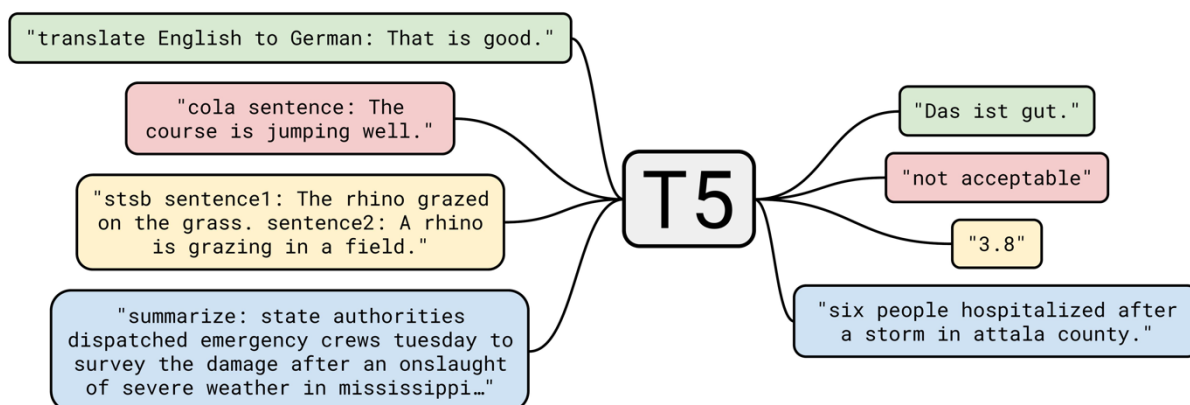 "translate English to German: That is good."
"cola sentence: The
course is jumping well."
"stsb sentence1: The rhino grazed
on the grass. sentence2: A rhino
is grazing in a field."
"summarize: state authorities
dispatched emergency crews tuesday to
survey the damage after an onslaught
of severe weather in mississippi…"
T5
"Das ist gut."
"not acceptable"
"3.8"
"six people hospitalized after
a storm in attala county."